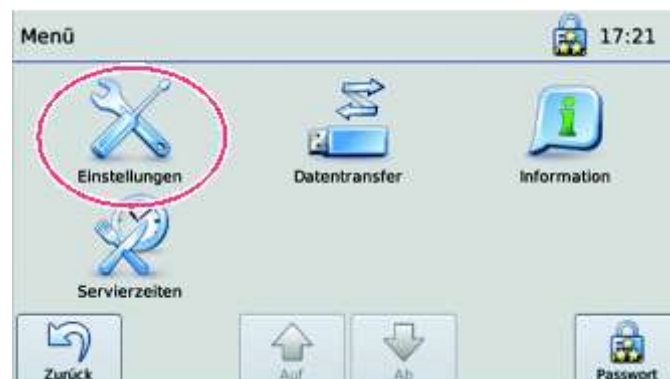 Menü 17:21
Einstellungen Datentransfer Information
Servierzeiten
Zurück Auf Ab Passwort